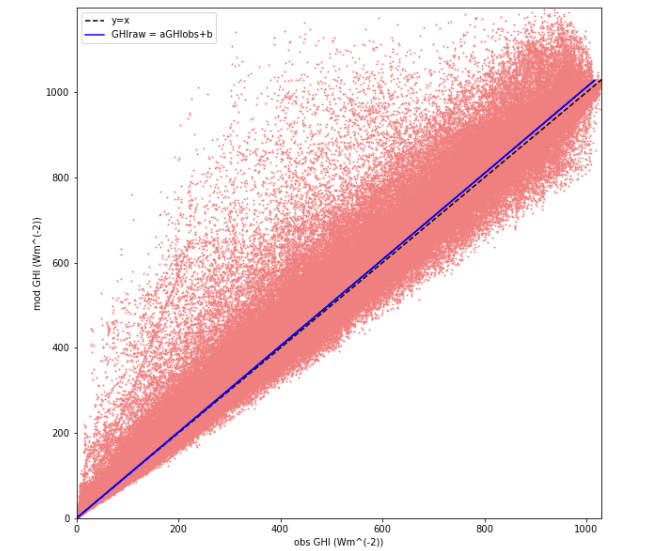 y=x
GHIraw = aGHIobs+b
mod GHI (Wm^(-2))
1000
800
600
400
200
0
0 200 400 600 800 1000
obs GHI (Wm^(-2))